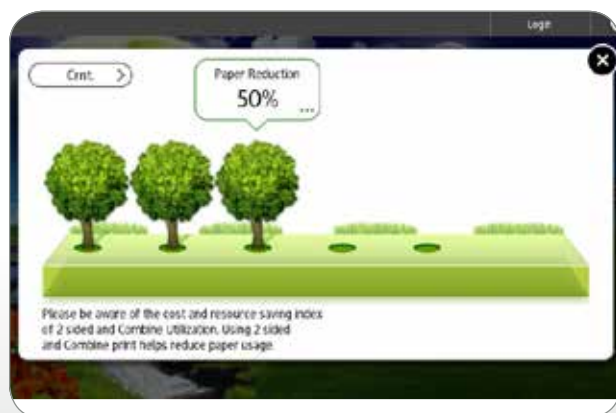 Login
Crnt.
Paper Reduction
50%
...
Please be aware of the cost and resource saving index
of 2 sided and Combine Utilization. Using 2 sided
and Combine print helps reduce paper usage.